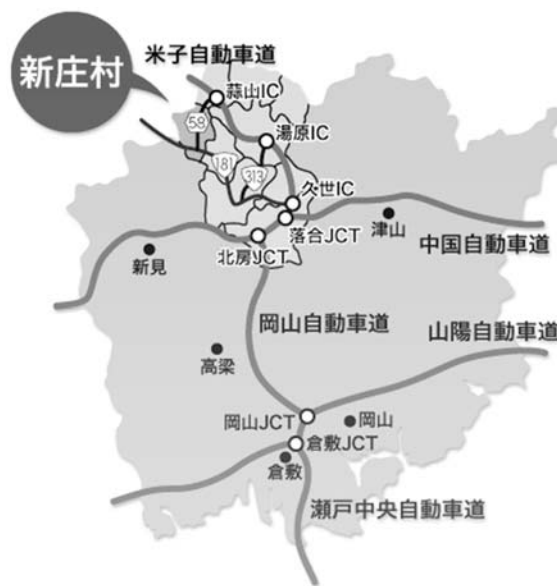 米子自動車道
新庄村
蒜山IC
58
湯原IC
181
313
久世IC
落合JCT
津山
中国自動車道
北房JCT
新見
岡山自動車道
山陽自動車道
高梁
岡山JCT
岡山
倉敷JCT
倉敷
瀬戸中央自動車道